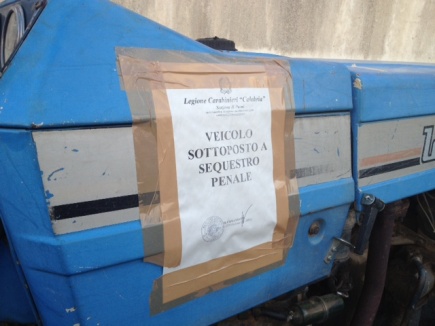 Legione Carabinieri "Calabria"
VEICOLO
SOTTOPOSTO A
SEQUESTRO
PENALE